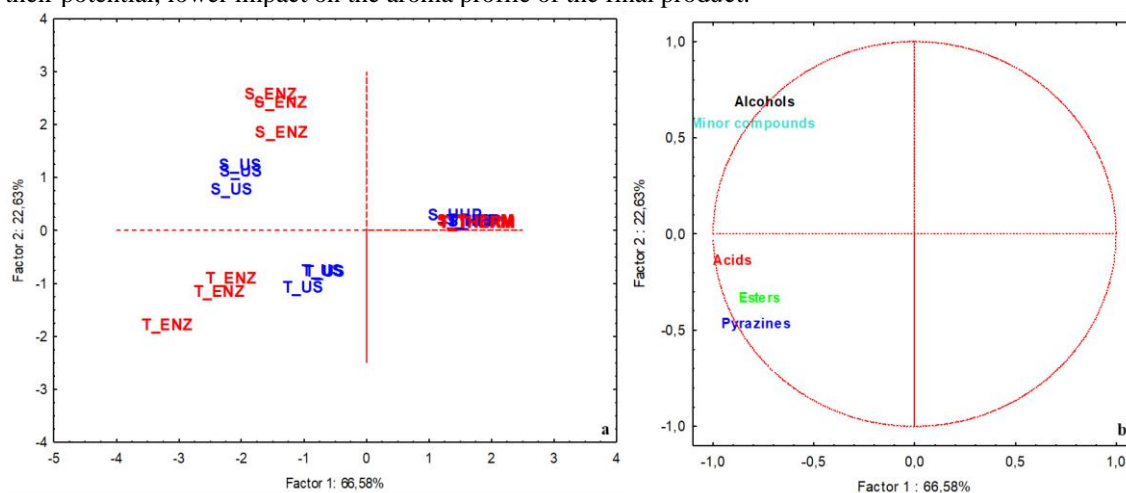 their potential, lower impact on the aroma profile of the final product.
4
3
2
1
0
-1
-2
-3
-4
Factor 2: 22,63%
S_ENZ
S_ENZ
S_ENZ
S_US
S_US
S_US
T_ENZ
T_ENZ
T_ENZ
T_US
T_US
a
-5 -4 -3 -2 -1 0 1 2 3 4
Factor 1: 66,58%
1,0
0,5
0,0
-0,5
-1,0
Factor 2 : 22,63%
Alcohols
Minor compounds
Acids
Esters
Pyrazines
b
-1,0 -0,5 0,0 0,5 1,0
Factor 1 : 66,58%